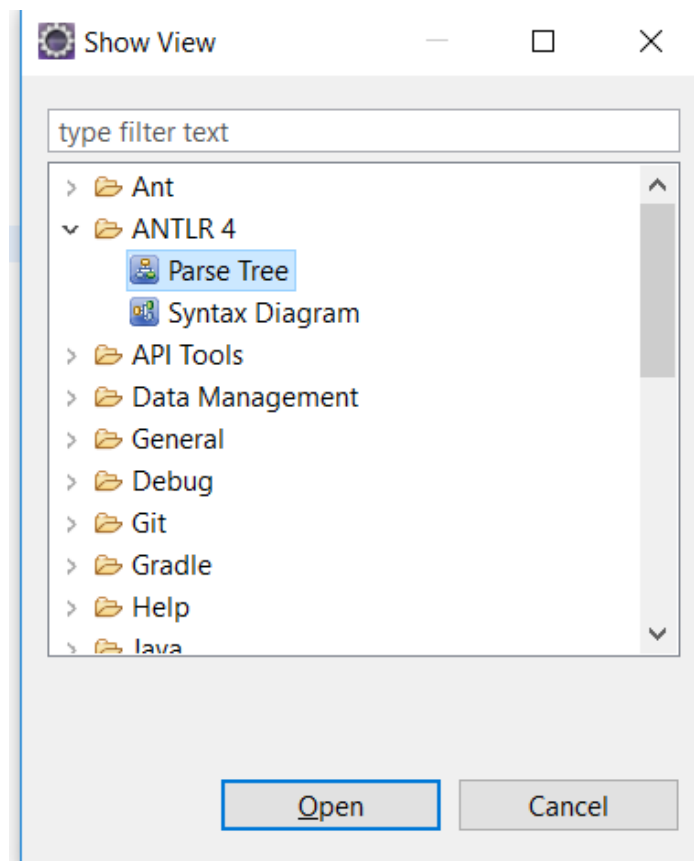 Show View
type filter text
Ant
ANTLR 4
Parse Tree
Syntax Diagram
API Tools
Data Management
General
Debug
Git
Gradle
Help
Java
Open
Cancel